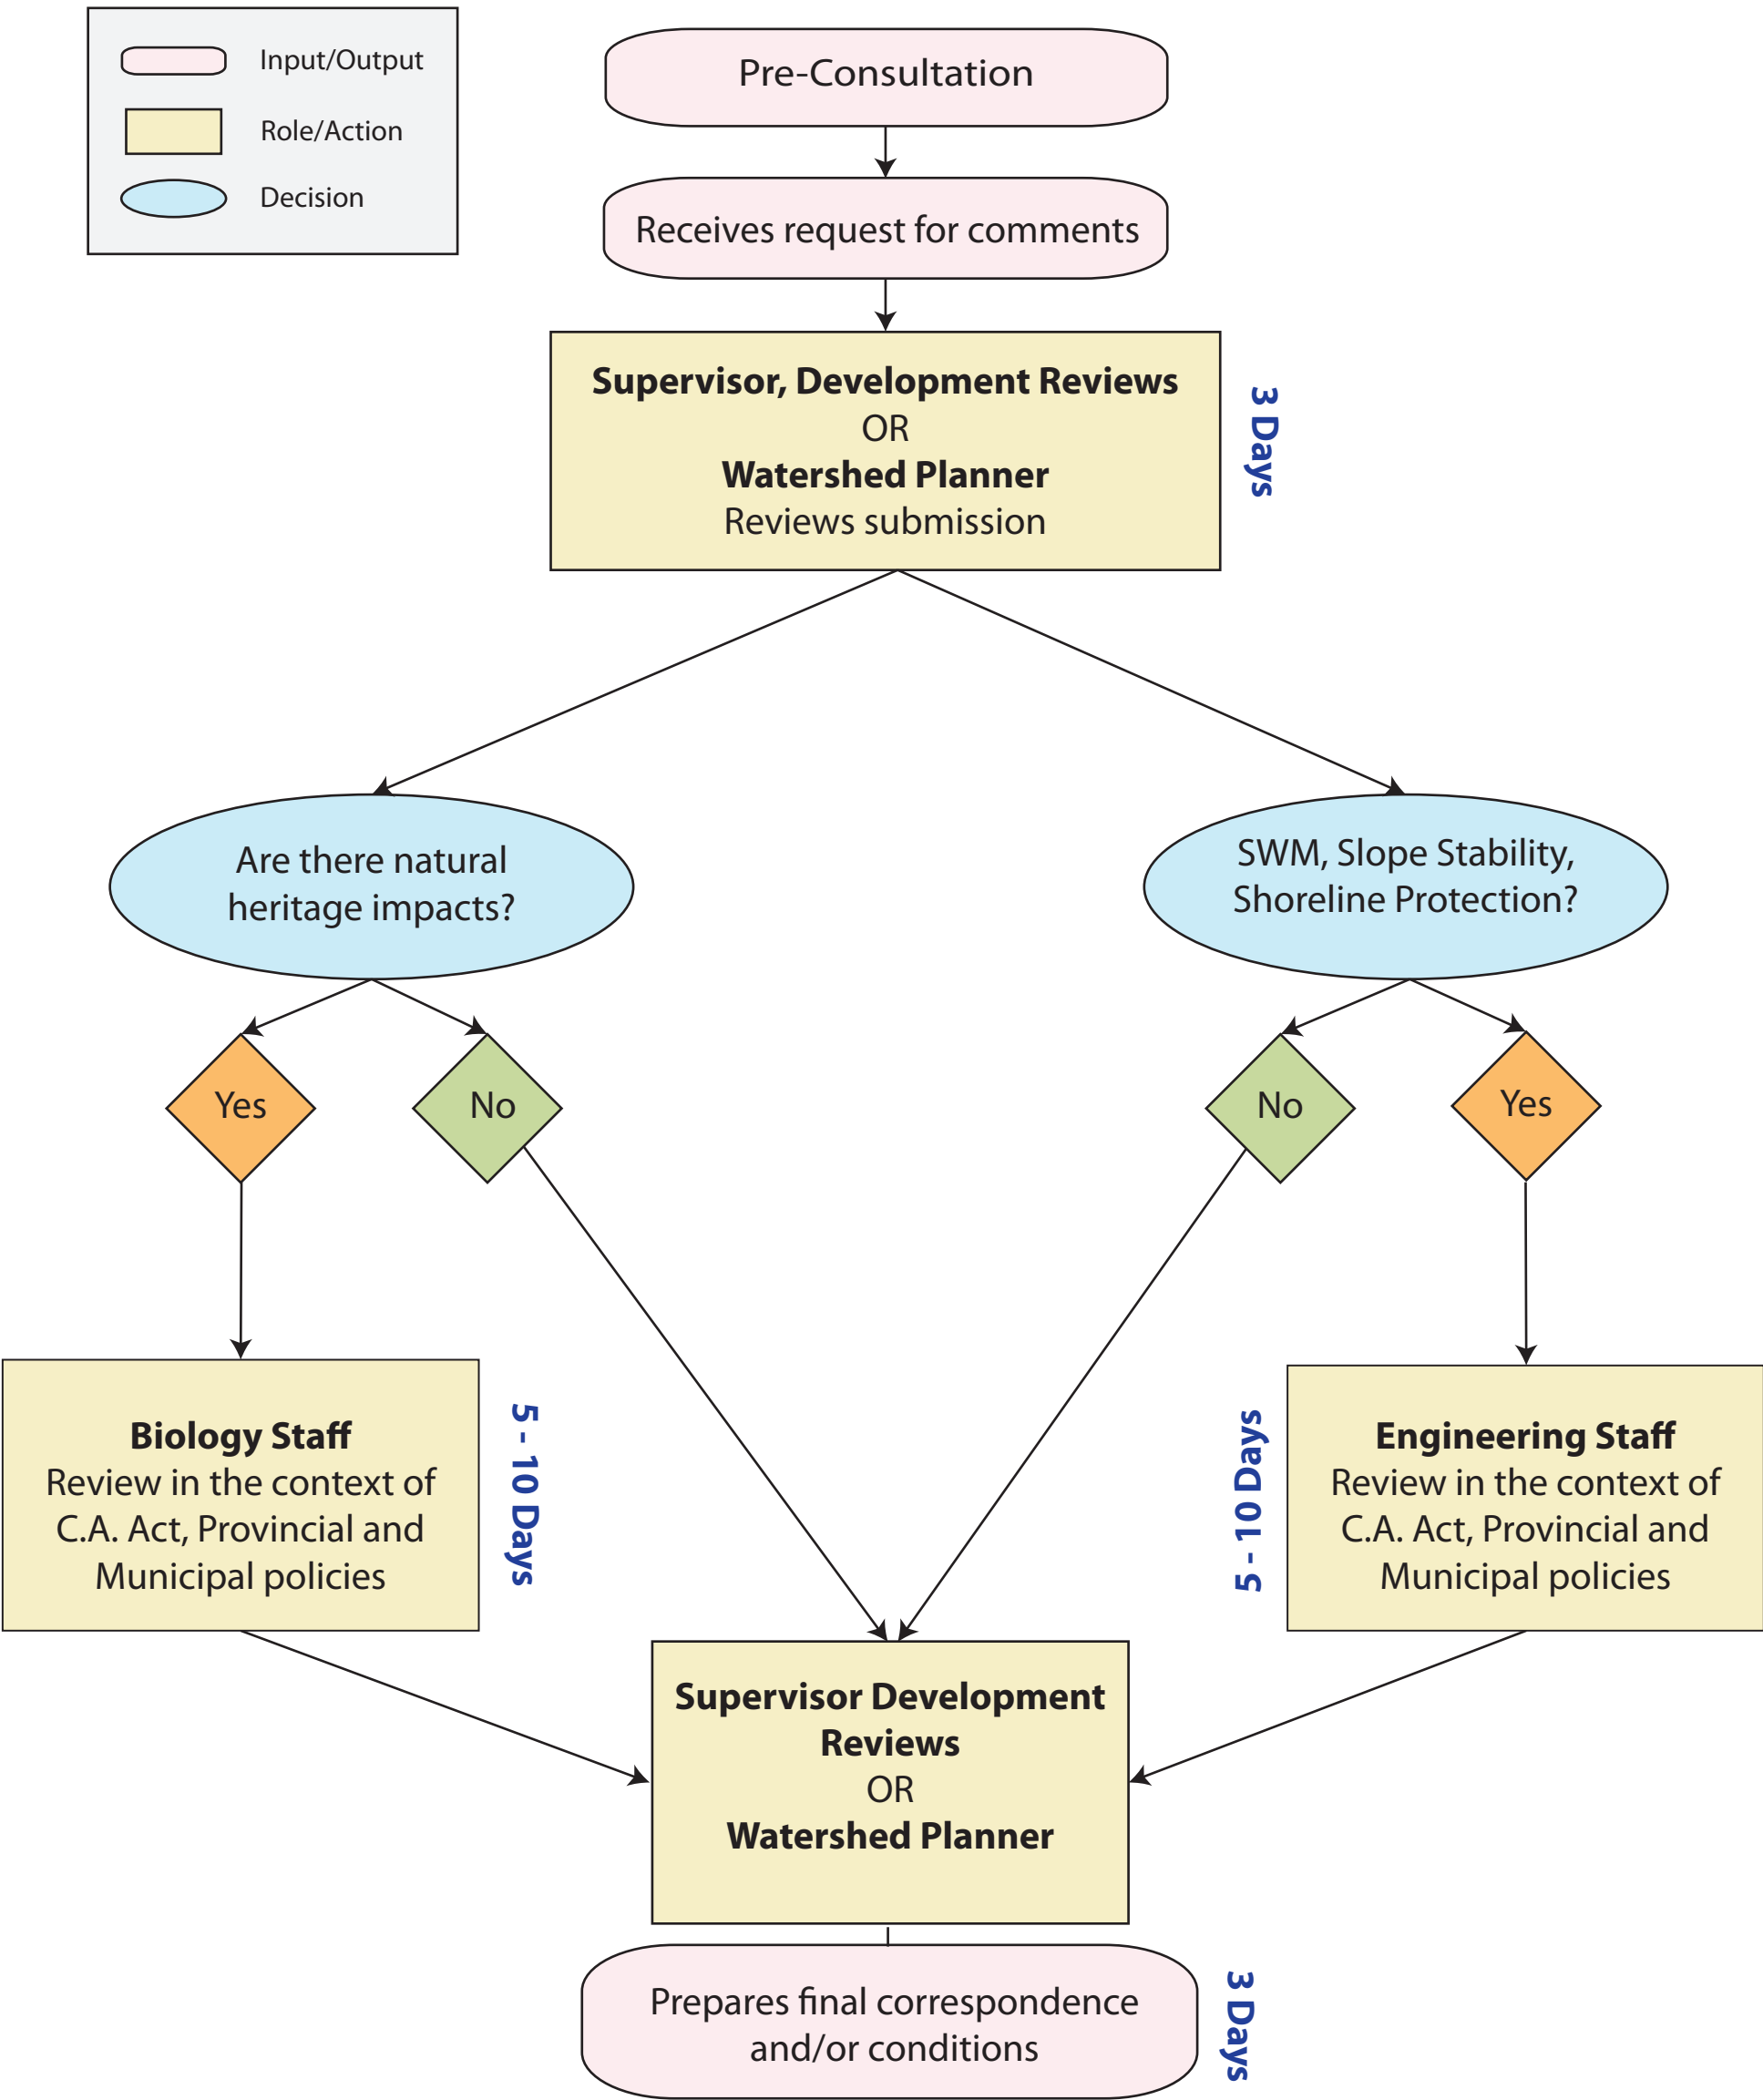 Input/Output
Role/Action
Decision
Pre-Consultation
Receives request for comments
Supervisor, Development Reviews
OR
Watershed Planner
Reviews submission
3 Days
Are there natural
heritage impacts?
SWM, Slope Stability,
Shoreline Protection?
Yes
No
No
Yes
Biology Staff
Review in the context of
C.A. Act, Provincial and
Municipal policies
5 - 10 Days
5 - 10 Days
Engineering Staff
Review in the context of
C.A. Act, Provincial and
Municipal policies
Supervisor Development
Reviews
OR
Watershed Planner
Prepares final correspondence
and/or conditions
3 Days